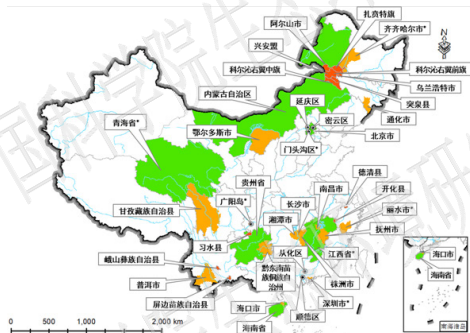 阿尔山市
扎赉特旗
兴安盟
齐齐哈尔市*
N
科尔沁右翼中旗
科尔沁右翼前旗
内蒙古自治区
乌兰浩特市
延庆区
突泉县
青海省*
密云区
通化市
鄂尔多斯市
北京市
门头沟区*
贵州省
德清县
广阳岛*
长沙市
南昌市
开化县
甘孜藏族自治县
湘潭市
丽水市*
习水县
从化区
抚州市
江西省*
峨山彝族自治县
黔东南苗族侗族自治州
海口市
普洱市
株洲市
海南省
屏边苗族自治县
深圳市*
海口市
顺德区
海南省
0 500 1,000 2,000 km
南海诸岛